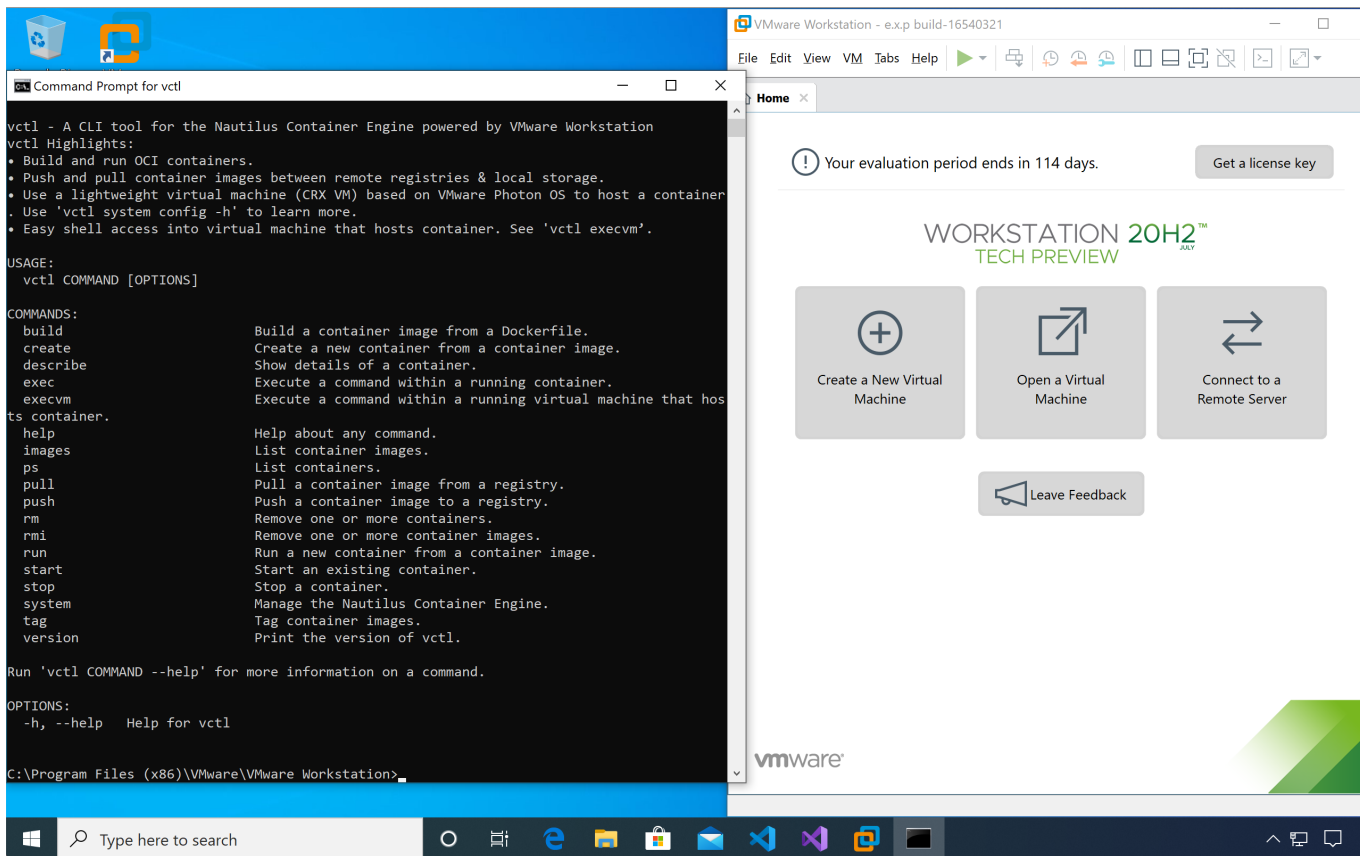 Command Prompt for vctl
vctl - A CLI tool for the Nautilus Container Engine powered by VMware Workstation
vctl Highlights:
• Build and run OCI containers.
• Push and pull container images between remote registries & local storage.
• Use a lightweight virtual machine (CRX VM) based on VMware Photon OS to host a container
. Use 'vctl system config -h' to learn more.
• Easy shell access into virtual machine that hosts container. See 'vctl execvm’.
USAGE:
vctl COMMAND [OPTIONS]
COMMANDS:
build Build a container image from a Dockerfile.
create Create a new container from a container image.
describe Show details of a container.
exec Execute a command within a running container.
execvm Execute a command within a running virtual machine that hos
ts container.
help Help about any command.
images List container images.
ps List containers.
pull Pull a container image from a registry.
push Push a container image to a registry.
rm Remove one or more containers.
rmi Remove one or more container images.
run Run a new container from a container image.
start Start an existing container.
stop Stop a container.
system Manage the Nautilus Container Engine.
tag Tag container images.
version Print the version of vctl.
Run 'vctl COMMAND --help' for more information on a command.
OPTIONS:
-h, --help Help for vctl
C:\Program Files (x86)\VMware\VMware Workstation>
VMware Workstation - e.x.p build-16540321
File Edit View VM Tabs Help
Home
Your evaluation period ends in 114 days.
Get a license key
WORKSTATION 20H2™
JULY
TECH PREVIEW
Create a New Virtual
Machine
Open a Virtual
Machine
Connect to a
Remote Server
Leave Feedback
vmware®
Type here to search